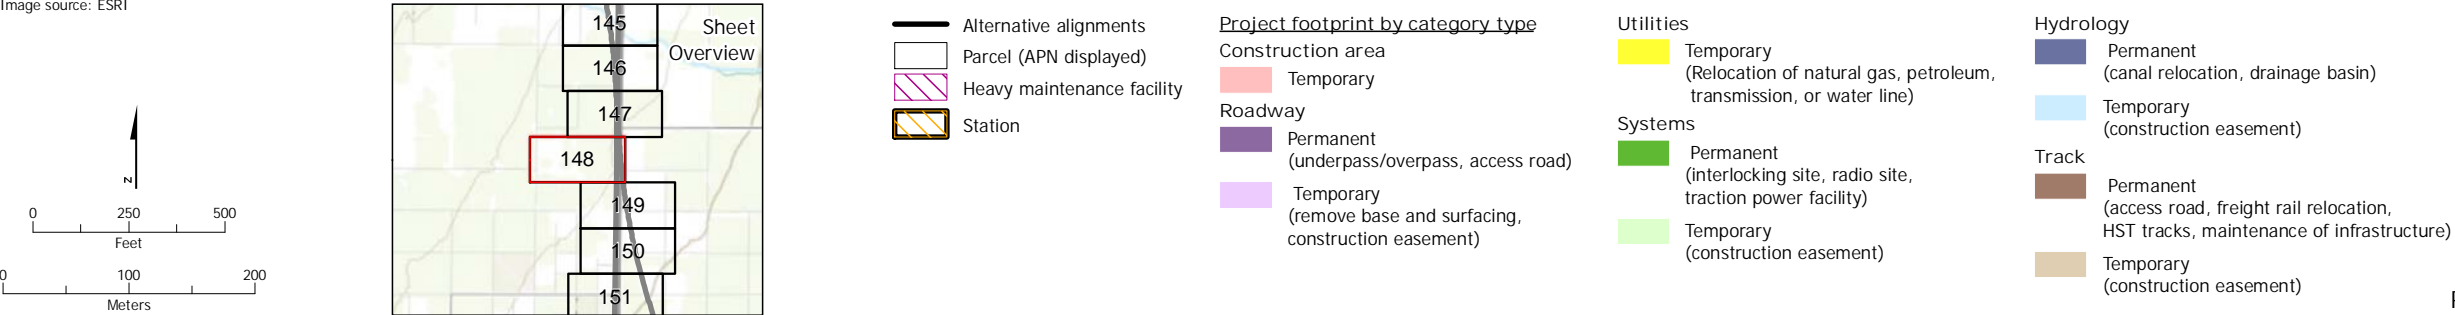 Image source: ESRI
N
0 250 500
Feet
0 100 200
Meters
Sheet
Overview
145
146
147
148
149
150
151
Alternative alignments
Parcel (APN displayed)
Heavy maintenance facility
Station
Project footprint by category type
Construction area
Temporary
Roadway
Permanent
(underpass/overpass, access road)
Temporary
(remove base and surfacing,
construction easement)
Utilities
Temporary
(Relocation of natural gas, petroleum,
transmission, or water line)
Systems
Permanent
(interlocking site, radio site,
traction power facility)
Temporary
(construction easement)
Hydrology
Permanent
(canal relocation, drainage basin)
Temporary
(construction easement)
Track
Permanent
(access road, freight rail relocation,
HST tracks, maintenance of infrastructure)
Temporary
(construction easement)